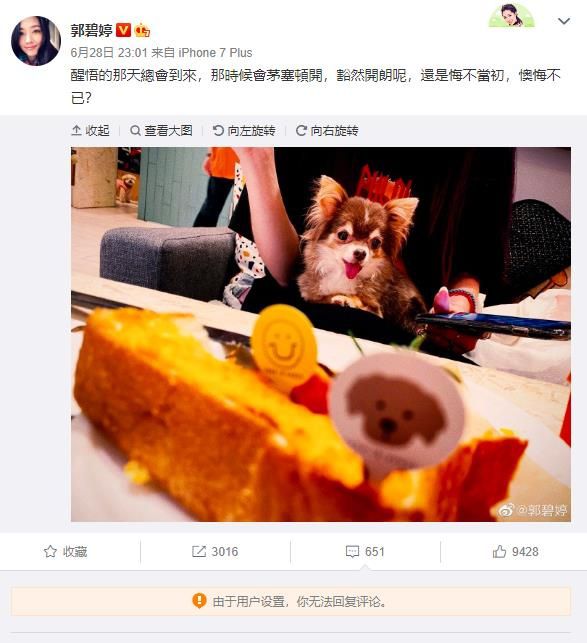 郭碧婷
6月28日 23:01 来自 iPhone 7 Plus
醒悟的那天總會到來，那時候會茅塞頓開，豁然開朗呢，還是悔不當初，懊悔不
已？
收起 查看大图 向左旋转 向右旋转
@郭碧婷
收藏 3016 651 9428
由于用户设置，你无法回复评论。